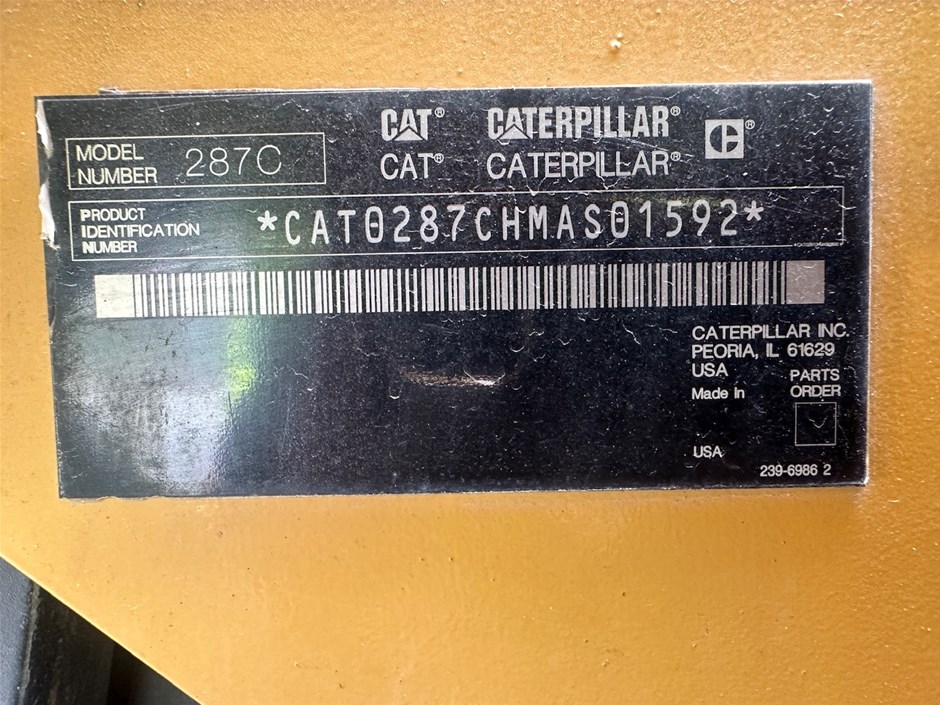 CAT® CATERPILLAR® C®
MODEL NUMBER 287C CAT® CATERPILLAR®
PRODUCT
IDENTIFICATION
NUMBER
*CAT0287CHMAS01592*
CATERPILLAR INC.
PEORIA, IL 61629
USA
PARTS
Made in
ORDER
USA
239-6986 2